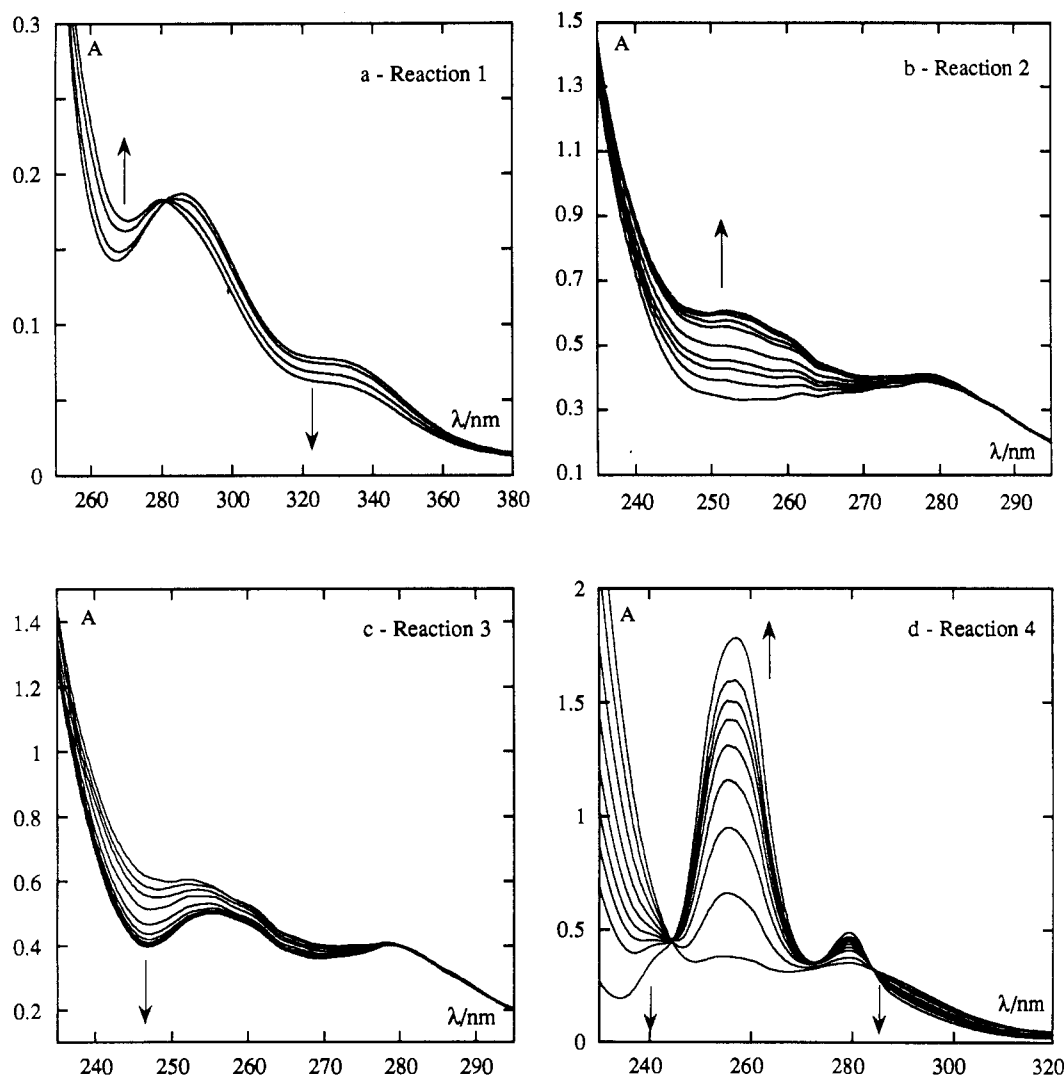 0.3
A
a - Reaction 1
0.2
0.1
λ/nm
0
260 280 300 320 340 360 380
1.5
A
b - Reaction 2
1.3
1.1
0.9
0.7
0.5
0.3
λ/nm
0.1
240 250 260 270 280 290
1.4
A
c - Reaction 3
1.2
1
0.8
0.6
0.4
λ/nm
0.2
240 250 260 270 280 290
2
A
d - Reaction 4
1.5
1
0.5
λ/nm
0
240 260 280 300 320